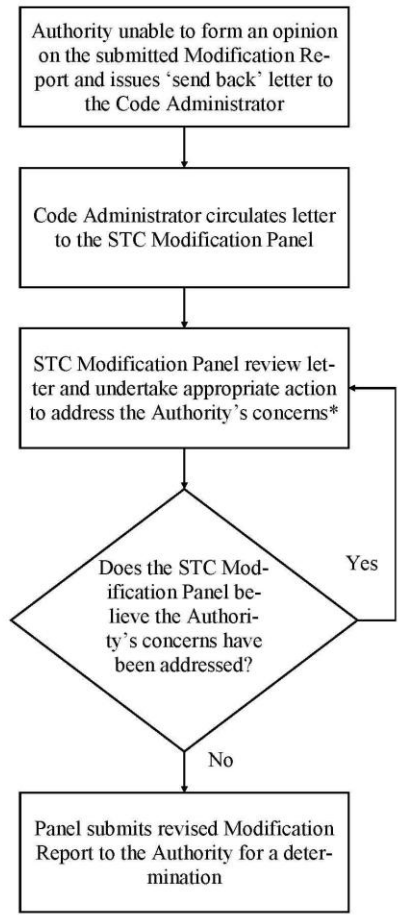 Authority unable to form an opinion
on the submitted Modification Re-
port and issues ‘send back’ letter to
the Code Administrator
Code Administrator circulates letter
to the STC Modification Panel
STC Modification Panel review let-
ter and undertake appropriate action
to address the Authority’s concerns*
Does the STC Mod-
ification Panel be-
lieve the Authori-
ty’s concerns have
been addressed?
Yes
No
Panel submits revised Modification
Report to the Authority for a deter-
mination